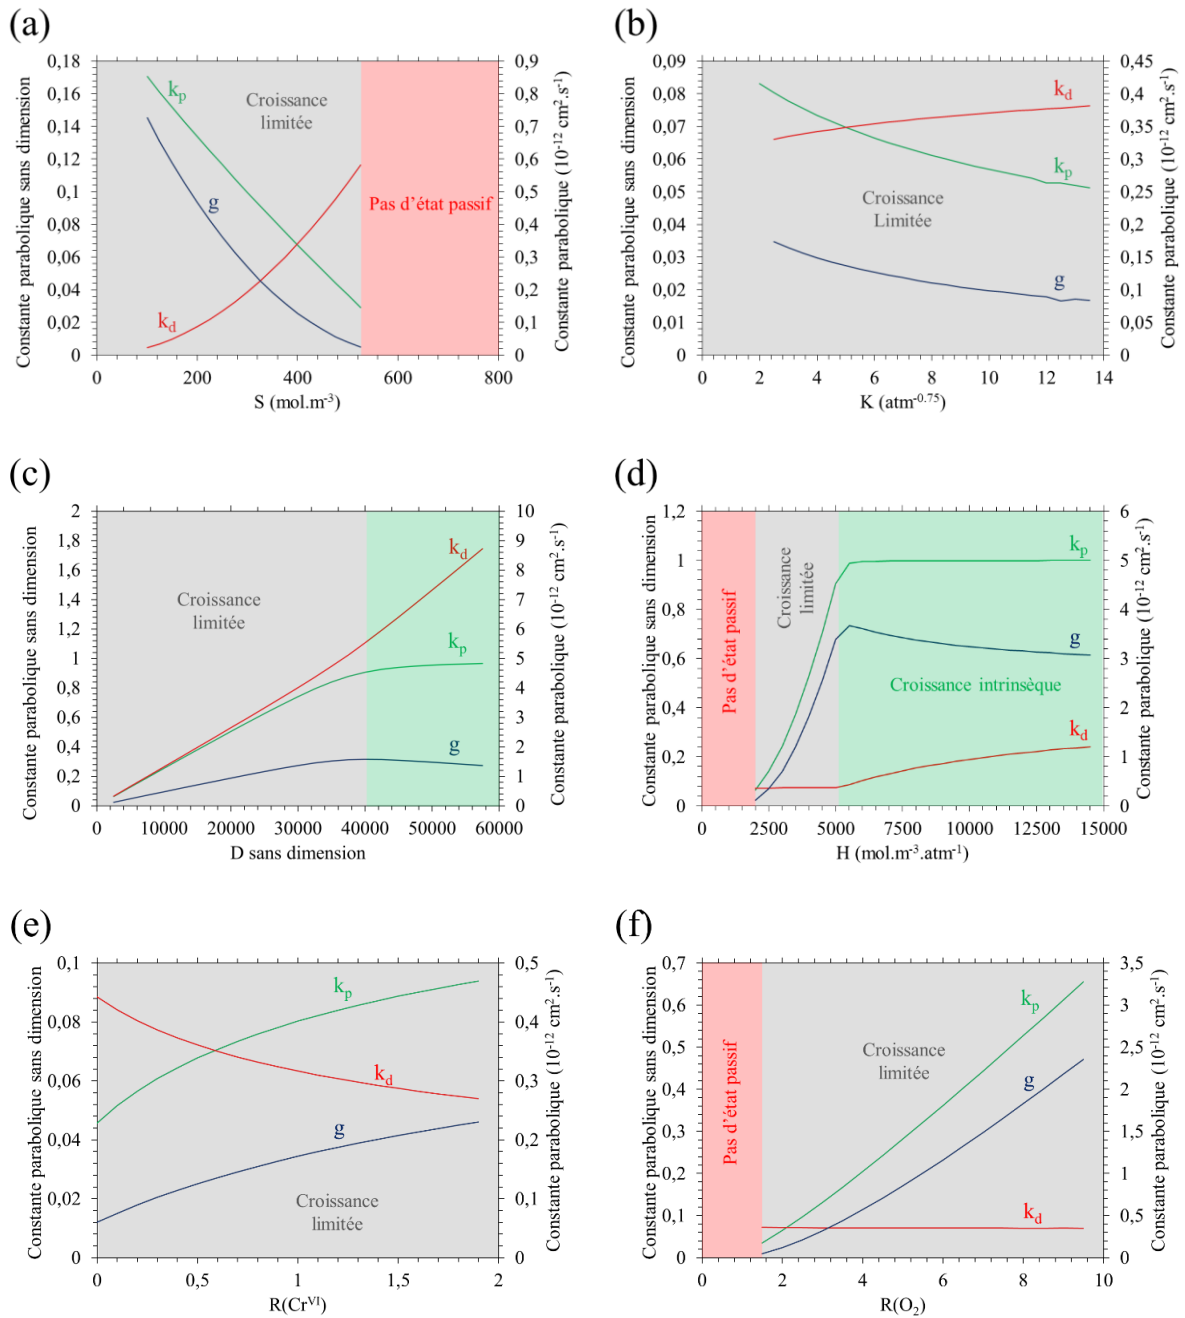 (a)
Constante parabolique sans dimension
0,18
0,16
0,14
0,12
0,1
0,08
0,06
0,04
0,02
0
0
200
400
600
800
S (mol.m-3)
0,9
0,8
0,7
0,6
0,5
0,4
0,3
0,2
0,1
0
Constante parabolique (10-12 cm2.s-1)
kp
g
kd
Croissance
limitée
Pas d'état passif
(b)
Constante parabolique sans dimension
0,09
0,08
0,07
0,06
0,05
0,04
0,03
0,02
0,01
0
0
2
4
6
8
10
12
14
K (atm-0.75)
0,45
0,4
0,35
0,3
0,25
0,2
0,15
0,1
0,05
0
Constante parabolique (10-12 cm2.s-1)
kd
kp
g
Croissance
Limitée
(c)
Constante parabolique sans dimension
2
1,8
1,6
1,4
1,2
1
0,8
0,6
0,4
0,2
0
0
10000
20000
30000
40000
50000
60000
D sans dimension
10
9
8
7
6
5
4
3
2
1
0
Constante parabolique (10-12 cm2.s-1)
kd
kp
g
Croissance
limitée
(d)
Constante parabolique sans dimension
1,2
1
0,8
0,6
0,4
0,2
0
0
2500
5000
7500
10000
12500
15000
H (mol.m-3.atm-1)
6
5
4
3
2
1
0
Constante parabolique (10-12 cm2.s-1)
Pas d'état passif
Croissance
limitée
Croissance intrinsèque
kp
g
kd
(e)
Constante parabolique sans dimension
0,1
0,08
0,06
0,04
0,02
0
0
0,5
1
1,5
2
R(CrVI)
0,5
0,4
0,3
0,2
0,1
0
Constante parabolique (10-12 cm2.s-1)
kp
kd
g
Croissance
limitée
(f)
Constante parabolique sans dimension
0,7
0,6
0,5
0,4
0,3
0,2
0,1
0
0
2
4
6
8
10
R(O2)
3,5
3
2,5
2
1,5
1
0,5
0
Constante parabolique (10-12 cm2.s-1)
Pas d'état passif
Croissance
limitée
kp
g
kd